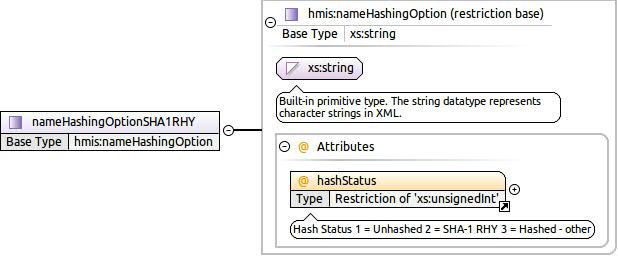 hmis:nameHashingOption (restriction base)
Base Type xs:string
xs:string
Built-in primitive type. The string datatype represents
character strings in XML.
nameHashingOptionSHA1RHY
Base Type hmis:nameHashingOption
@ Attributes
@ hashStatus
Type Restriction of 'xs:unsignedInt'
Hash Status 1 = Unhashed 2 = SHA-1 RHY 3 = Hashed - other